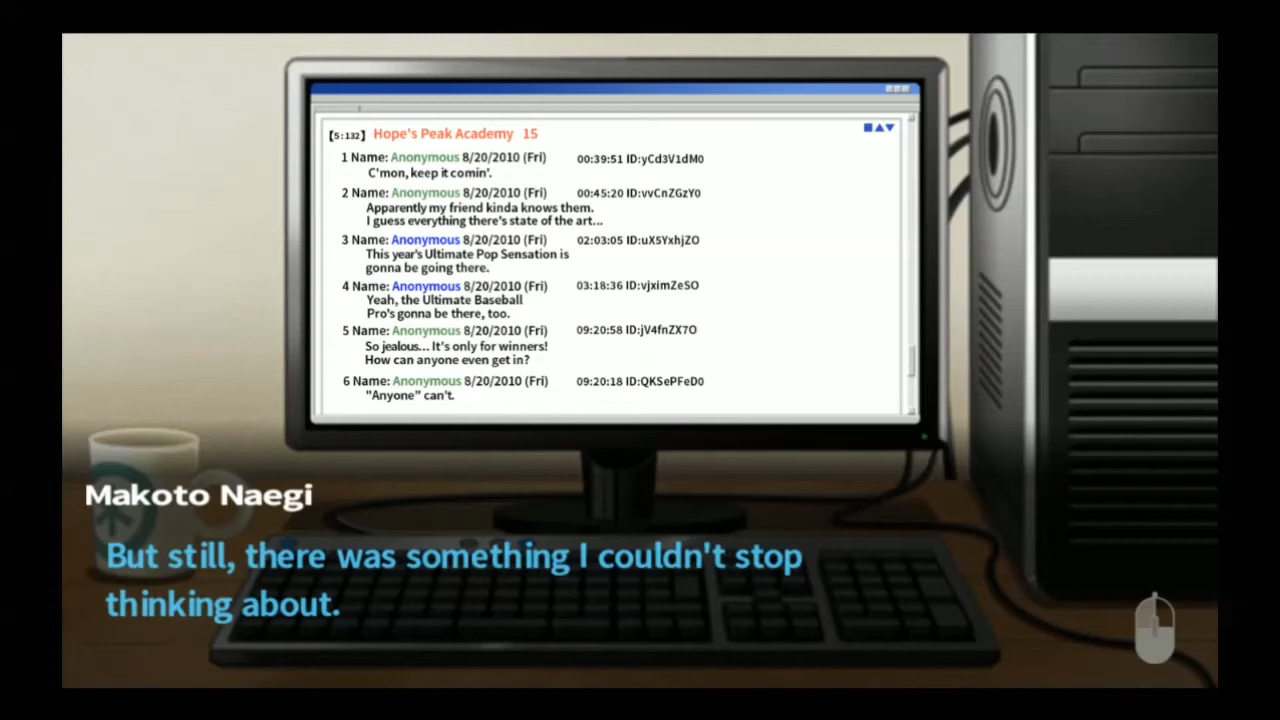 【5:132】 Hope's Peak Academy 15
1 Name: Anonymous 8/20/2010 (Fri) 00:39:51 ID:yCd3V1dM0
C'mon, keep it comin'.
2 Name: Anonymous 8/20/2010 (Fri) 00:45:20 ID:vvCnZGzY0
Apparently my friend kinda knows them.
I guess everything there's state of the art...
3 Name: Anonymous 8/20/2010 (Fri) 02:03:05 ID:uX5YxhjZO
This year's Ultimate Pop Sensation is
gonna be going there.
4 Name: Anonymous 8/20/2010 (Fri) 03:18:36 ID:vjximZeSO
Yeah, the Ultimate Baseball
Pro's gonna be there, too.
5 Name: Anonymous 8/20/2010 (Fri) 09:20:58 ID:jV4fnZX7O
So jealous... It's only for winners!
How can anyone even get in?
6 Name: Anonymous 8/20/2010 (Fri) 09:20:18 ID:QKSePFeD0
"Anyone" can't.
Makoto Naegi
But still, there was something I couldn't stop
thinking about.